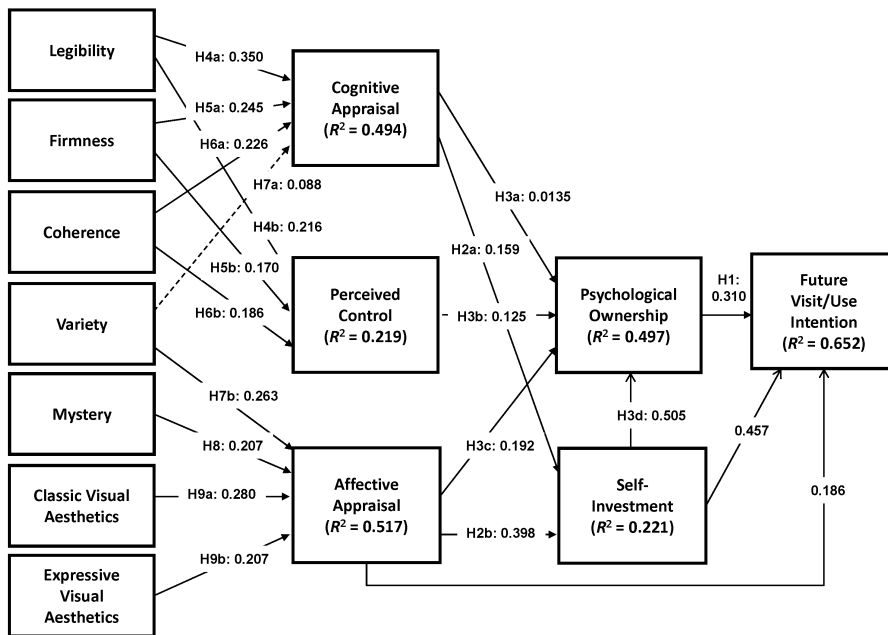 Legibility
Firmness
Coherence
Variety
Mystery
Classic Visual
Aesthetics
Expressive
Visual
Aesthetics
H4a: 0.350
H5a: 0.245
H6a: 0.226
H7a: 0.088
H4b: 0.216
H5b: 0.170
H6b: 0.186
H7b: 0.263
H8: 0.207
H9a: 0.280
H9b: 0.207
Cognitive
Appraisal
(R² = 0.494)
Perceived
Control
(R² = 0.219)
Affective
Appraisal
(R² = 0.517)
H3a: 0.0135
H2a: 0.159
H3b: 0.125
H3c: 0.192
H2b: 0.398
Psychological
Ownership
(R² = 0.497)
H3d: 0.505
Self-
Investment
(R² = 0.221)
H1:
0.310
0.457
0.186
Future
Visit/Use
Intention
(R² = 0.652)